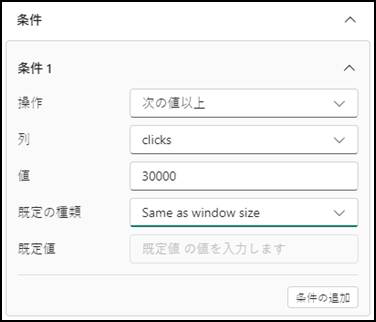 条件
条件 1
操作
次の値以上
列
clicks
値
30000
既定の種類
Same as window size
既定値
既定値 の値を入力します
条件の追加